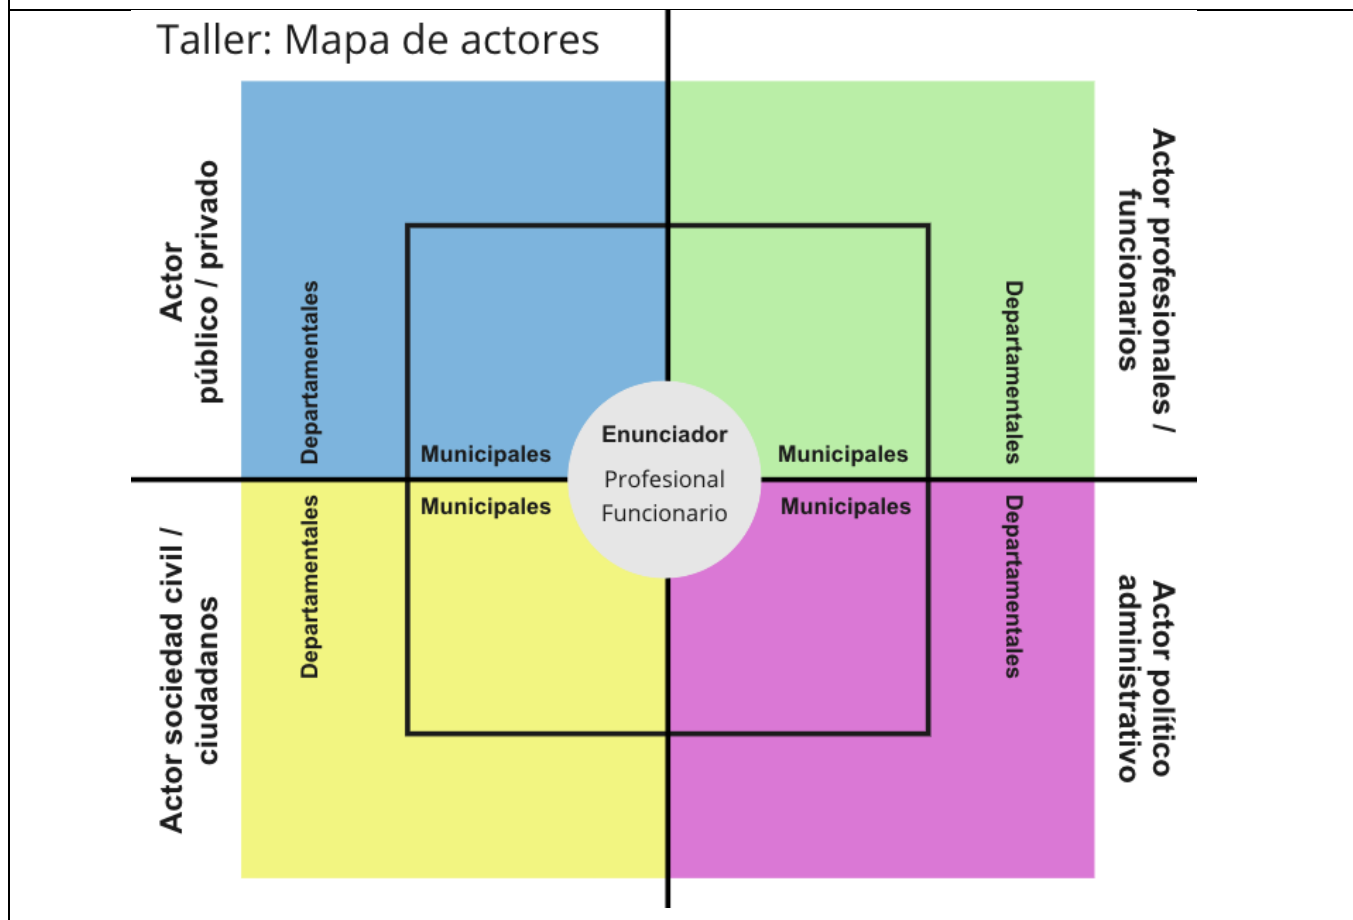 Taller: Mapa de actores
Actor
público / privado
Departamentales
Municipales
Actor profesionales /
funcionarios
Departamentales
Municipales
Enunciador
Profesional
Funcionario
Actor sociedad civil /
ciudadanos
Departamentales
Municipales
Actor político
administrativo
Departamentales
Municipales